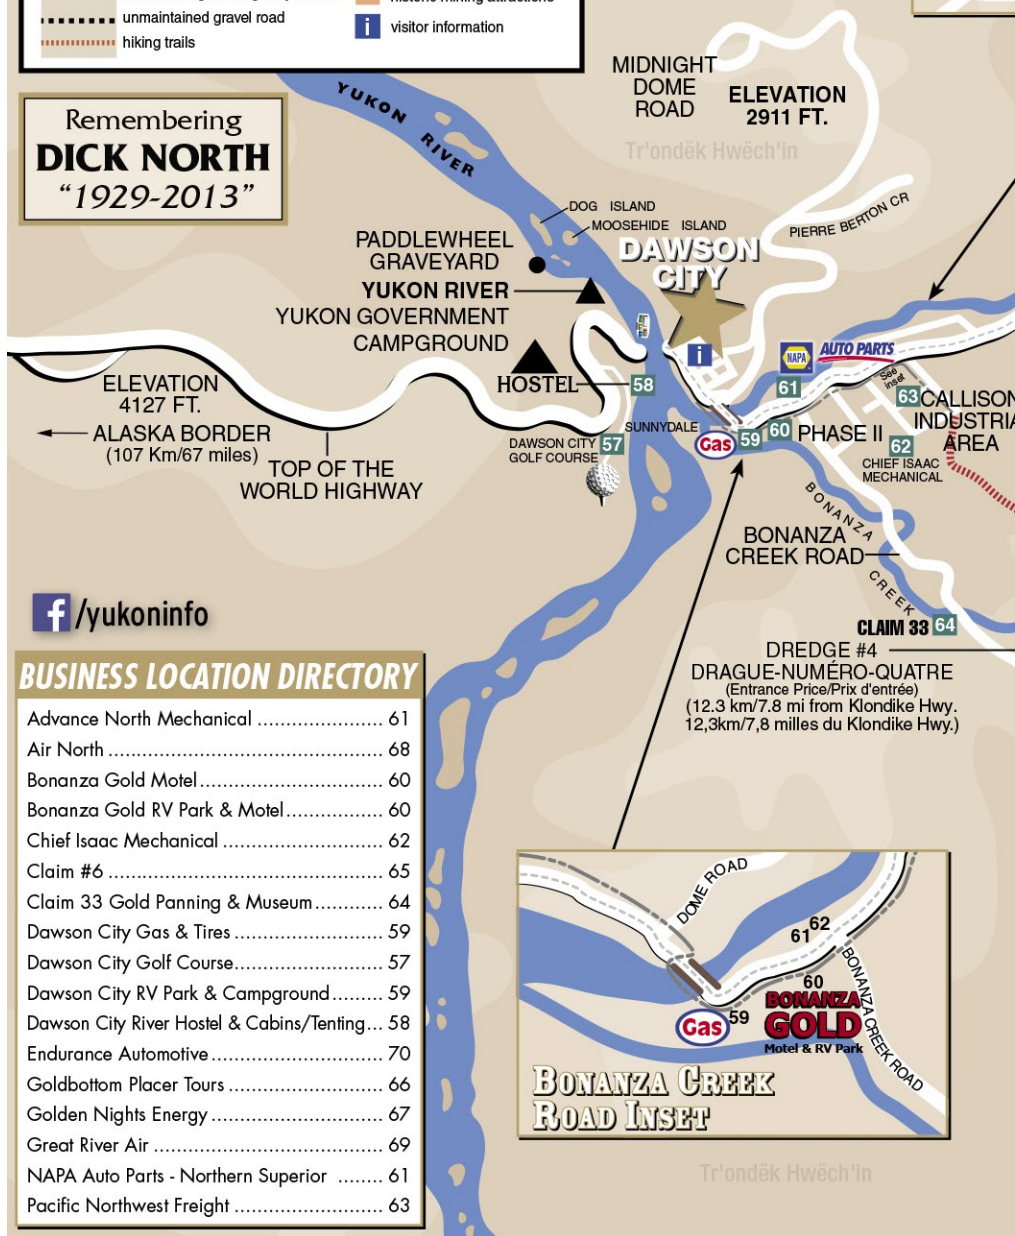 unmaintained gravel road
hiking trails
historic mining attractions
i visitor information
Remembering
DICK NORTH
“1929-2013”
YUKON RIVER
MIDNIGHT
DOME
ROAD
ELEVATION
2911 FT.
Tr'ondëk Hwëch'in
PIERRE BERTON CR
DOG ISLAND
MOOSEHIDE ISLAND
DAWSON
CITY
PADDLEWHEEL
GRAVEYARD
YUKON RIVER
YUKON GOVERNMENT
CAMPGROUND
HOSTEL
58
i
NAPA AUTO PARTS
61
See
inset
63
CALLISON
INDUSTRIA
AREA
ELEVATION
4127 FT.
ALASKA BORDER
(107 Km/67 miles)
TOP OF THE
WORLD HIGHWAY
DAWSON CITY
GOLF COURSE
57
SUNNYDALE
Gas
59
60
PHASE II
62
CHIEF ISAAC
MECHANICAL
BONANZA
CREEK
BONANZA
CREEK ROAD
CLAIM 33 64
DREDGE #4
DRAGUE-NUMÉRO-QUATRE
(Entrance Price/Prix d'entrée)
(12.3 km/7.8 mi from Klondike Hwy.
12,3km/7,8 milles du Klondike Hwy.)
f/yukoninfo
BUSINESS LOCATION DIRECTORY
Advance North Mechanical ....................... 61
Air North .................................................. 68
Bonanza Gold Motel................................. 60
Bonanza Gold RV Park & Motel................. 60
Chief Isaac Mechanical ............................. 62
Claim #6 .................................................. 65
Claim 33 Gold Panning & Museum............ 64
Dawson City Gas & Tires ........................... 59
Dawson City Golf Course........................... 57
Dawson City RV Park & Campground......... 59
Dawson City River Hostel & Cabins/Tenting... 58
Endurance Automotive............................... 70
Goldbottom Placer Tours ............................ 66
Golden Nights Energy ............................... 67
Great River Air .......................................... 69
NAPA Auto Parts - Northern Superior ........ 61
Pacific Northwest Freight ........................... 63
DOME ROAD
61
62
60
BONANZA
GOLD
Motel & RV Park
Gas
59
BONANZA CREEK ROAD
BONANZA CREEK
ROAD INSET
Tr'ondëk Hwëch'in